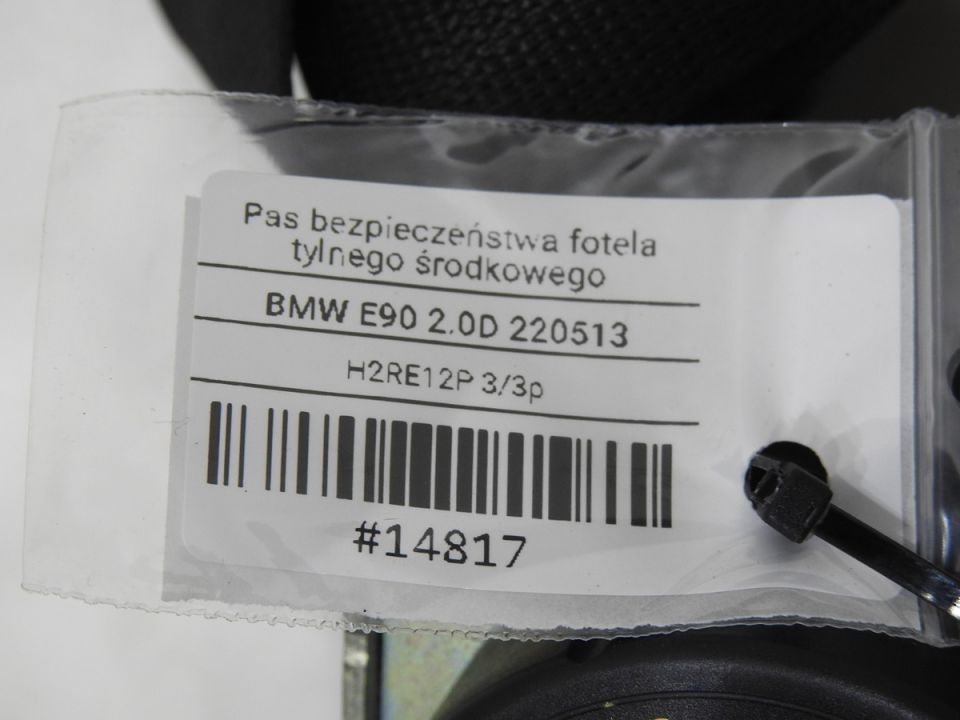 Pas bezpieczeństwa fotela
tylnego środkowego
BMW E90 2.0D 220513
H2RE12P 3/3p
#14817